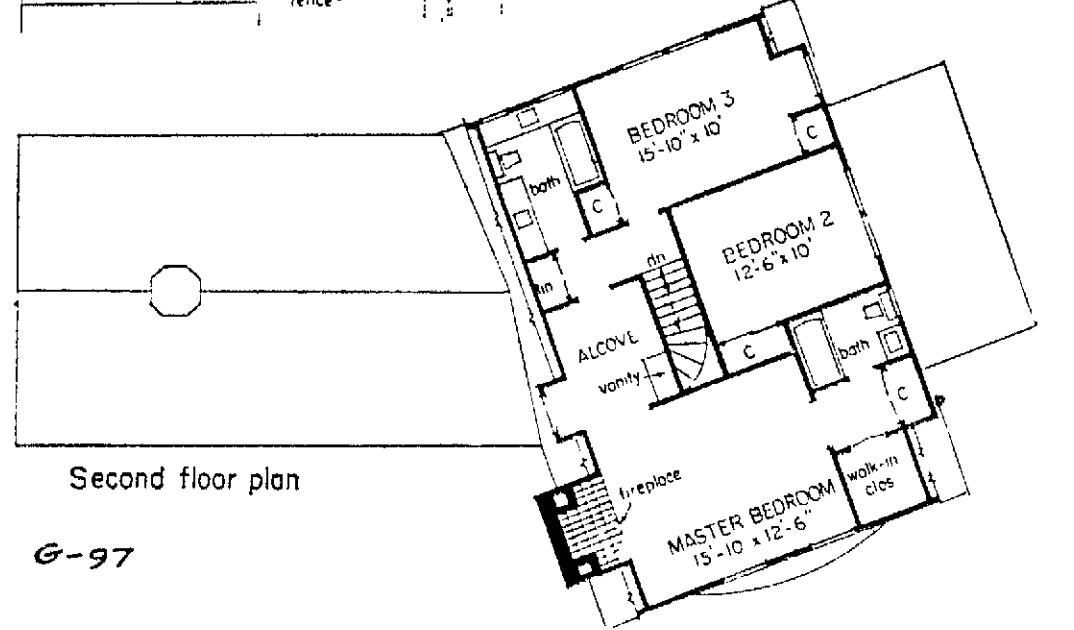 fence
BEDROOM 3
15'-10" x 10'
C
bath
C
BEDROOM 2
12'-6" x 10'
dn
lin
ALCOVE
vanity
C
bath
C
fireplace
walk-in
clos
MASTER BEDROOM
15'-10 x 12'-6"
Second floor plan
G-97